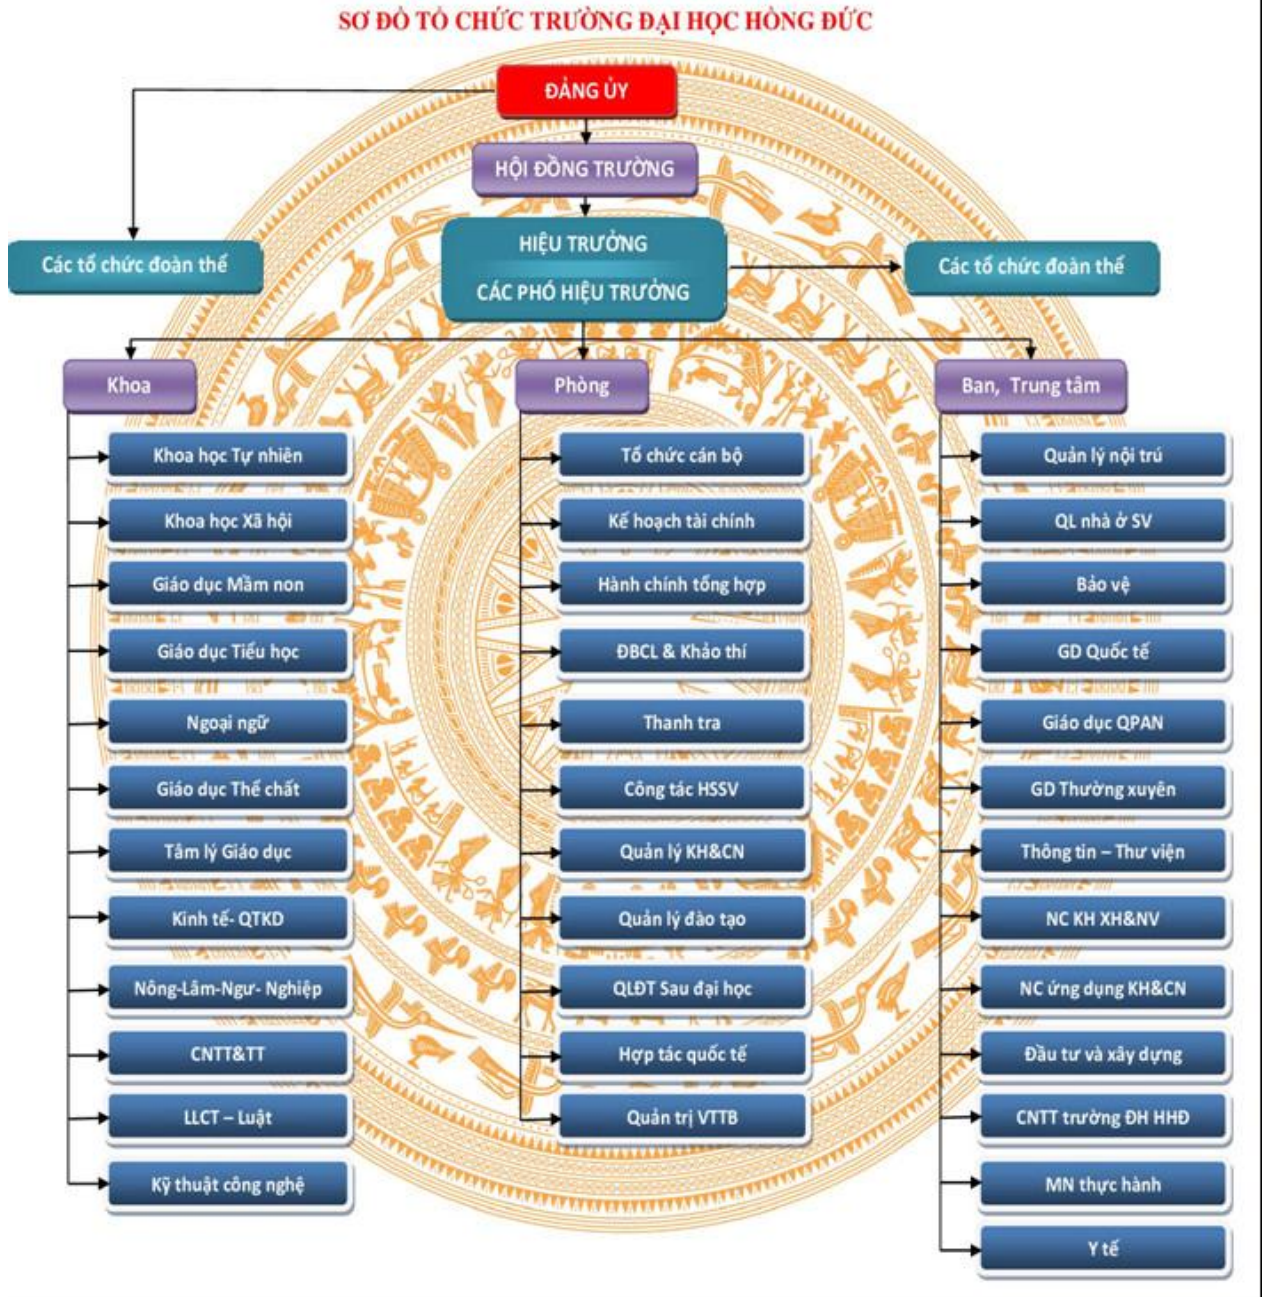 SƠ ĐỒ TỔ CHỨC TRƯỜNG ĐẠI HỌC HỒNG ĐỨC
ĐẢNG ỦY
HỘI ĐỒNG TRƯỜNG
HIỆU TRƯỞNG
CÁC PHÓ HIỆU TRƯỞNG
Các tổ chức đoàn thể
Các tổ chức đoàn thể
Khoa
Khoa học Tự nhiên
Khoa học Xã hội
Giáo dục Mầm non
Giáo dục Tiểu học
Ngoại ngữ
Giáo dục Thể chất
Tâm lý Giáo dục
Kinh tế- QTKD
Nông-Lâm-Ngư- Nghiệp
CNTT&TT
LLCT – Luật
Kỹ thuật công nghệ
Phòng
Tổ chức cán bộ
Kế hoạch tài chính
Hành chính tổng hợp
ĐBCL & Khảo thí
Thanh tra
Công tác HSSV
Quản lý KH&CN
Quản lý đào tạo
QLĐT Sau đại học
Hợp tác quốc tế
Quản trị VTTB
Ban, Trung tâm
Quản lý nội trú
QL nhà ở SV
Bảo vệ
GD Quốc tế
Giáo dục QPAN
GD Thường xuyên
Thông tin – Thư viện
NC KH XH&NV
NC ứng dụng KH&CN
Đầu tư và xây dựng
CNTT trường ĐH HHĐ
MN thực hành
Y tế